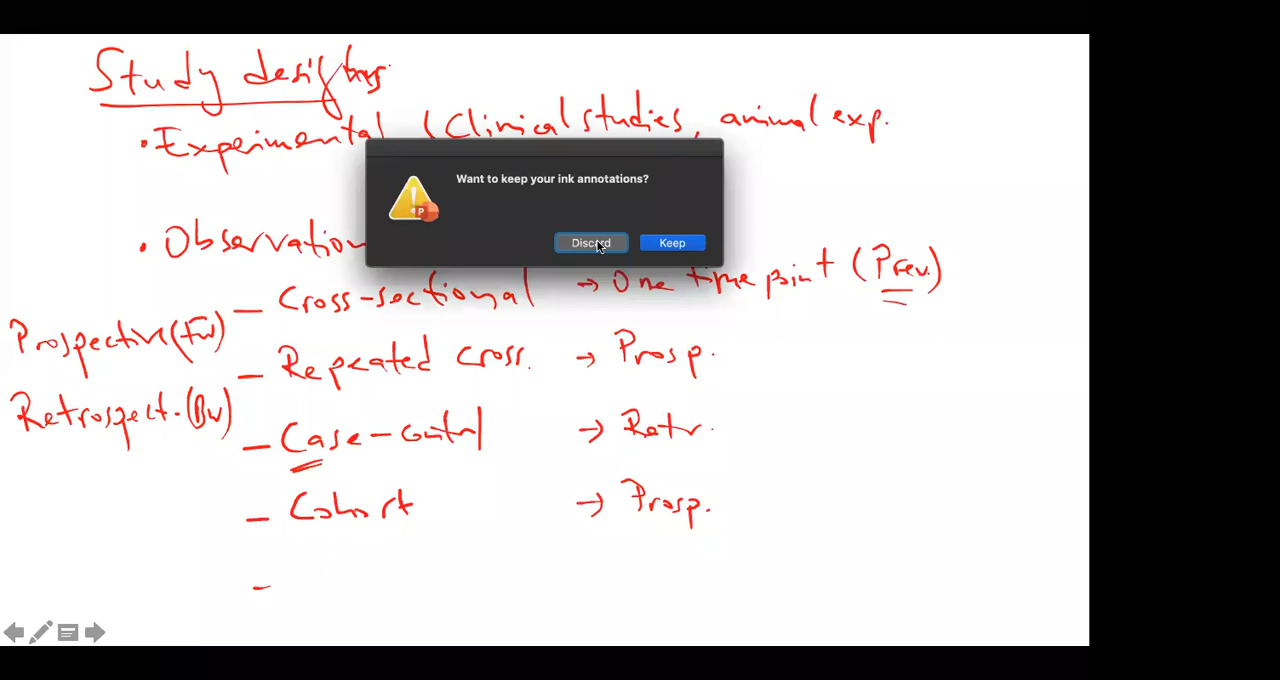 Study designs
• Experimental (Clinical studies, animal exp.
Want to keep your ink annotations?
Discard
Keep
• Observation
– Cross-sectional → One time point (Prev.)
Prospective (Fw)
– Repeated cross. → Prosp.
Retrospect. (Bw)
– Case-control → Retr.
– Cohort → Prosp.
–